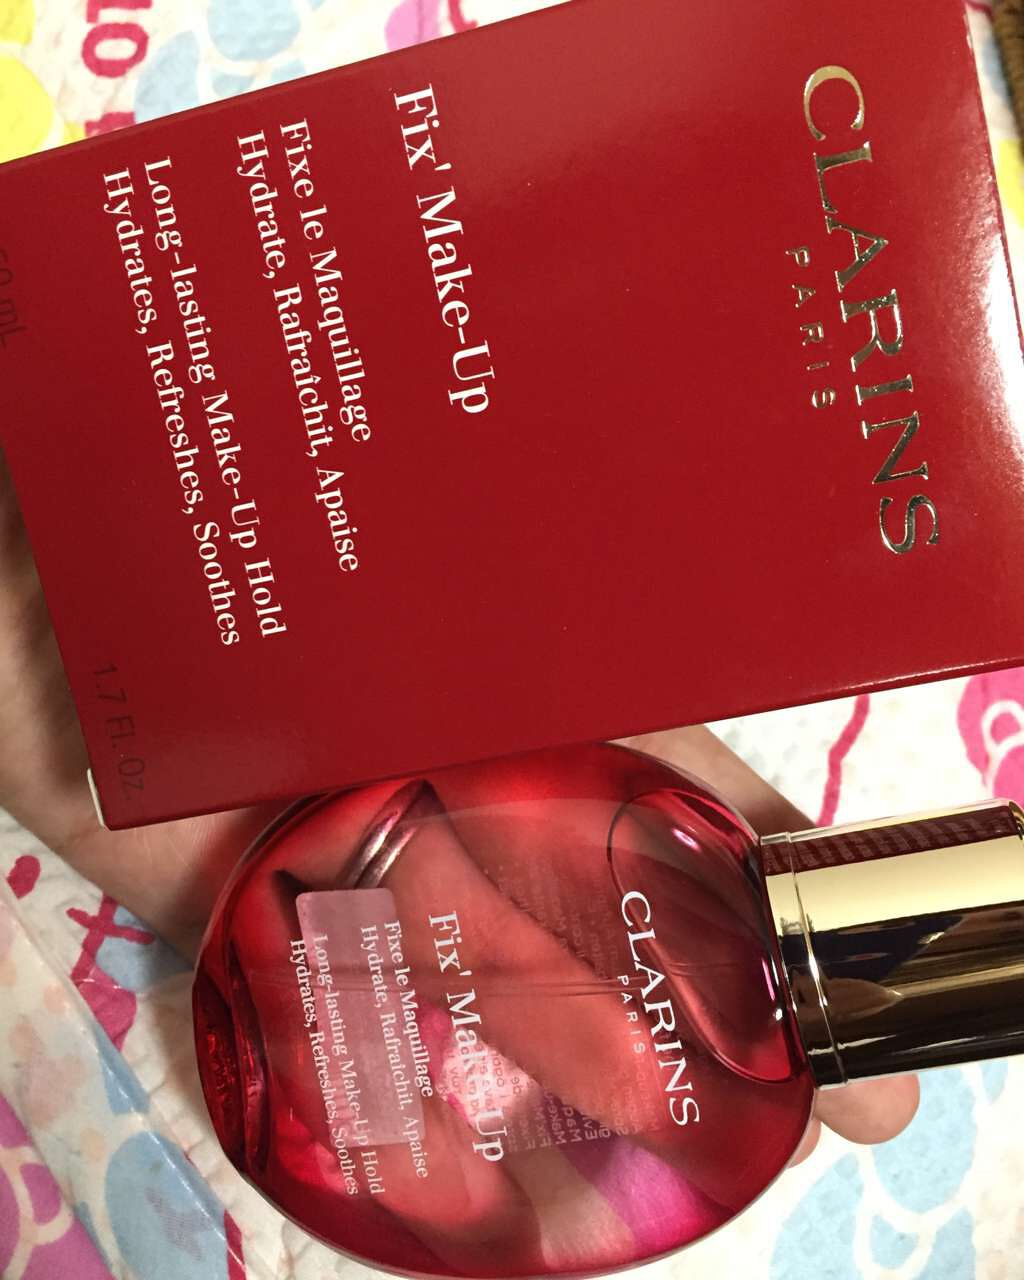 CLARINS
PARIS
Fix' Make-Up
Fixe le Maquillage
Hydrate, Rafraîchit, Apaise
Long-lasting Make-Up Hold
Hydrates, Refreshes, Soothes
50 mL
1.7 Fl. Oz.
CLARINS
PARIS
Fix' Make-Up
Fixe le Maquillage
Hydrate, Rafraîchit, Apaise
Long-lasting Make-Up Hold
Hydrates, Refreshes, Soothes